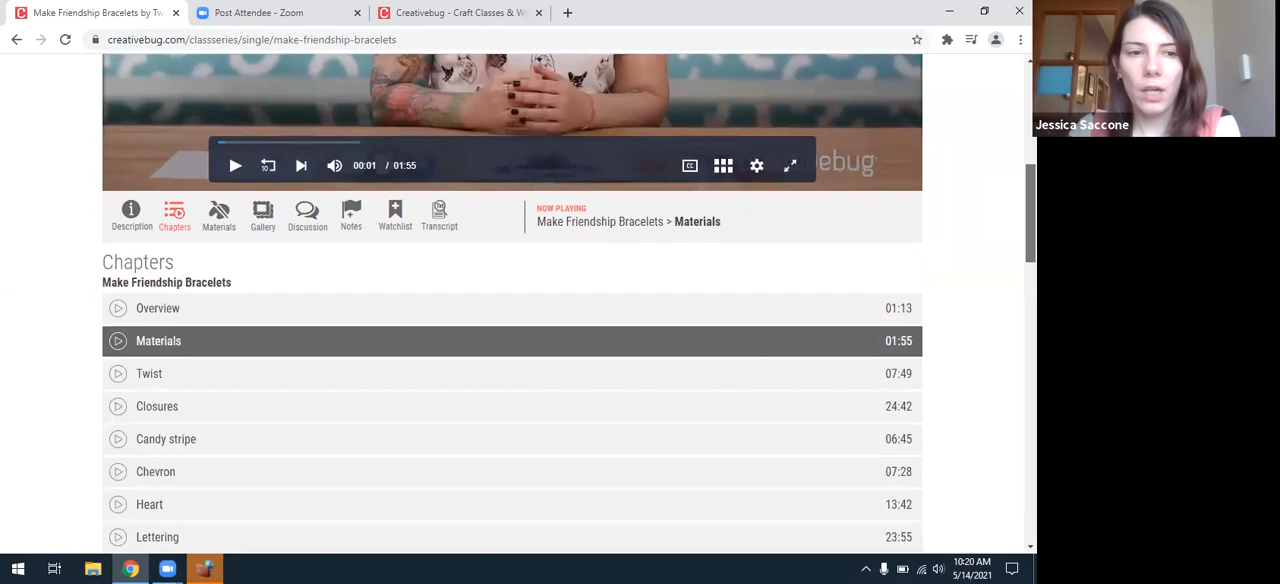 Make Friendship Bracelets by Tw
Post Attendee - Zoom
Creativebug - Craft Classes & W
creativebug.com/classseries/single/make-friendship-bracelets
Jessica Saccone
10
00:01 / 01:55
CC
ebug
Description
Chapters
Materials
Gallery
Discussion
Notes
Watchlist
Transcript
NOW PLAYING
Make Friendship Bracelets > Materials
Chapters
Make Friendship Bracelets
Overview 01:13
Materials 01:55
Twist 07:49
Closures 24:42
Candy stripe 06:45
Chevron 07:28
Heart 13:42
Lettering 23:55
10:20 AM
5/14/2021